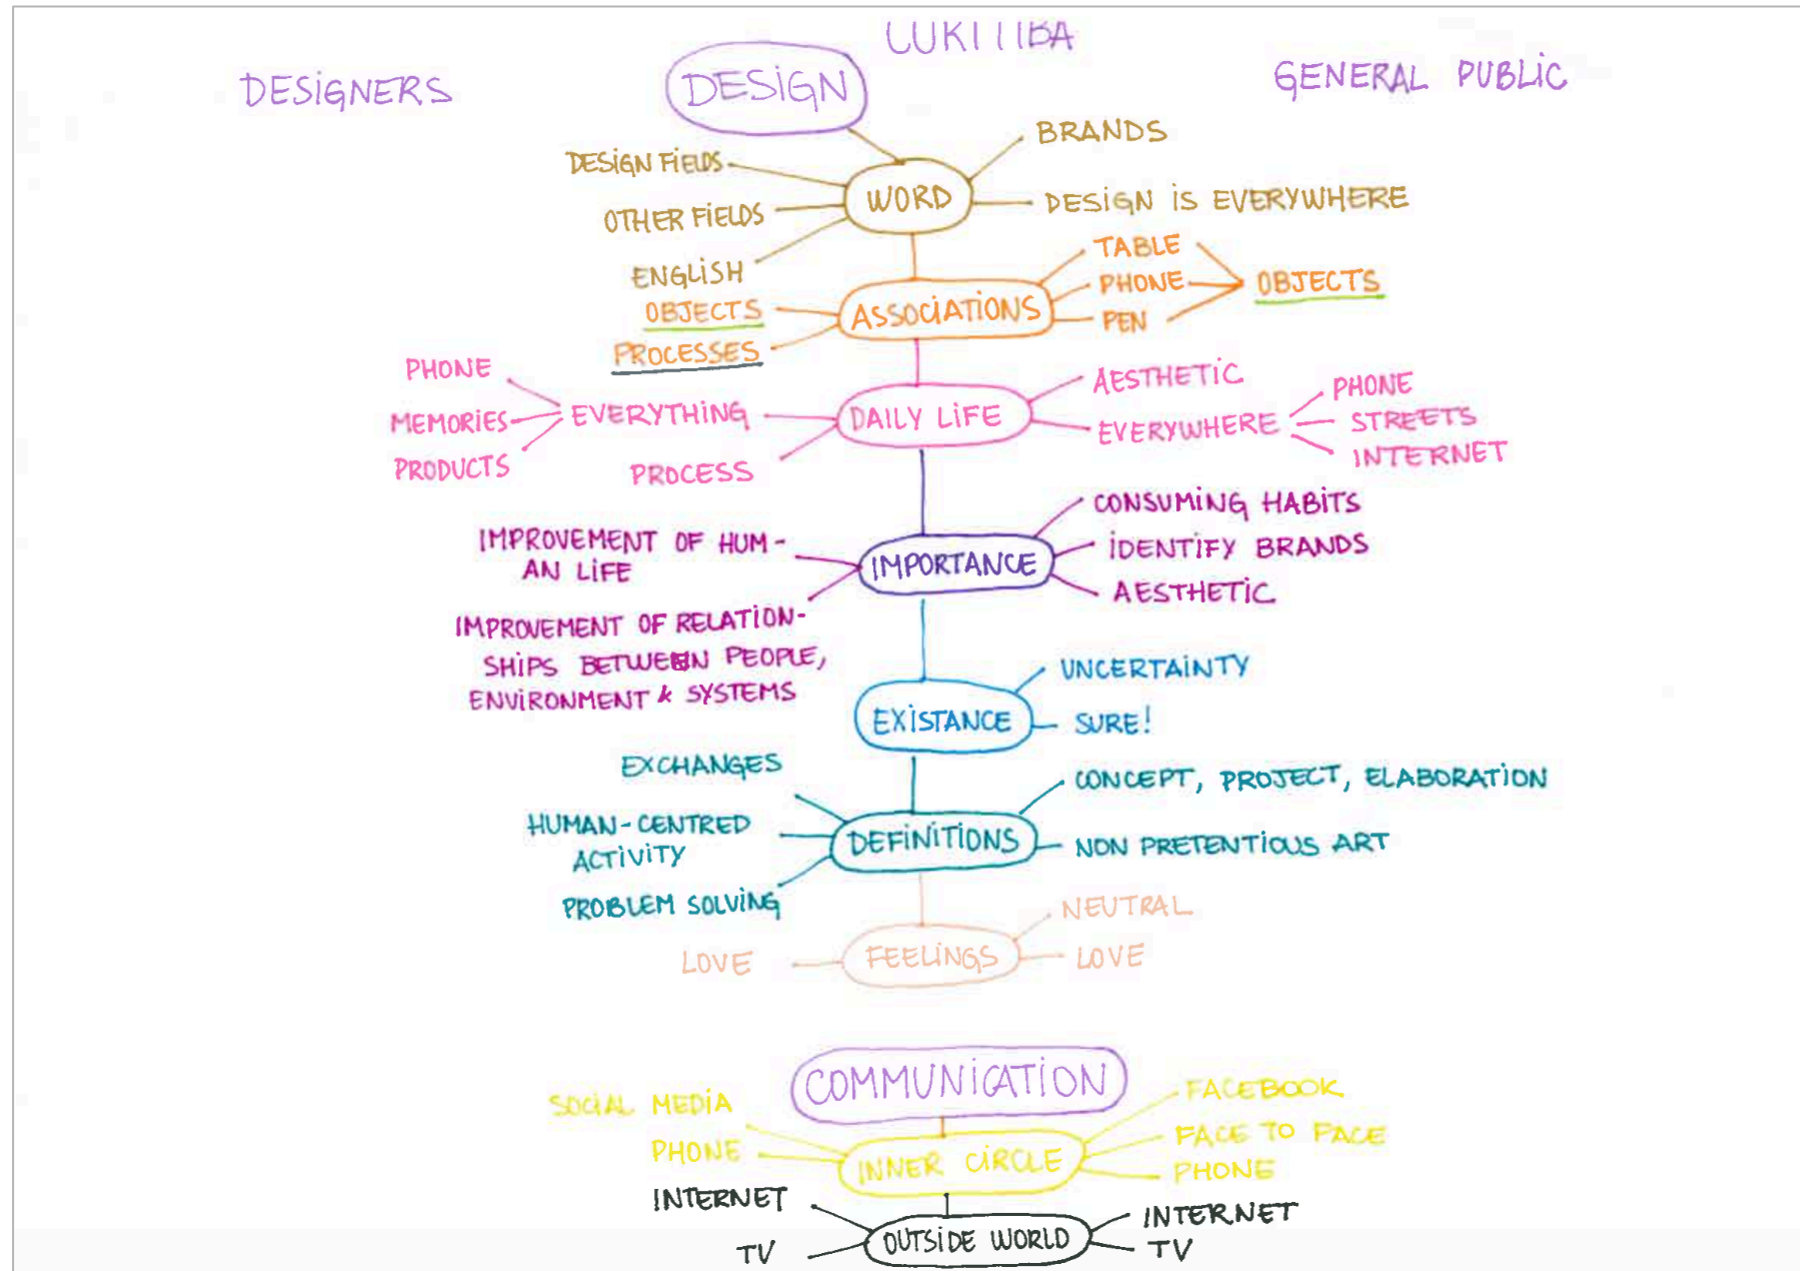 CURITIBA
DESIGNERS
DESIGN
GENERAL PUBLIC
BRANDS
DESIGN FIELDS
WORD
DESIGN IS EVERYWHERE
OTHER FIELDS
ENGLISH
TABLE
PHONE
OBJECTS
OBJECTS
ASSOCIATIONS
PEN
PROCESSES
PHONE
AESTHETIC
PHONE
MEMORIES
EVERYTHING
DAILY LIFE
EVERYWHERE
STREETS
PRODUCTS
PROCESS
INTERNET
CONSUMING HABITS
IMPROVEMENT OF HUM-
AN LIFE
IMPORTANCE
IDENTIFY BRANDS
AESTHETIC
IMPROVEMENT OF RELATION-
SHIPS BETWEEN PEOPLE,
ENVIRONMENT & SYSTEMS
UNCERTAINTY
EXISTANCE
SURE!
EXCHANGES
CONCEPT, PROJECT, ELABORATION
HUMAN-CENTRED
ACTIVITY
DEFINITIONS
NON PRETENTIOUS ART
PROBLEM SOLVING
NEUTRAL
LOVE
FEELINGS
LOVE
COMMUNICATION
SOCIAL MEDIA
FACEBOOK
PHONE
INNER CIRCLE
FACE TO FACE
PHONE
INTERNET
INTERNET
TV
OUTSIDE WORLD
TV